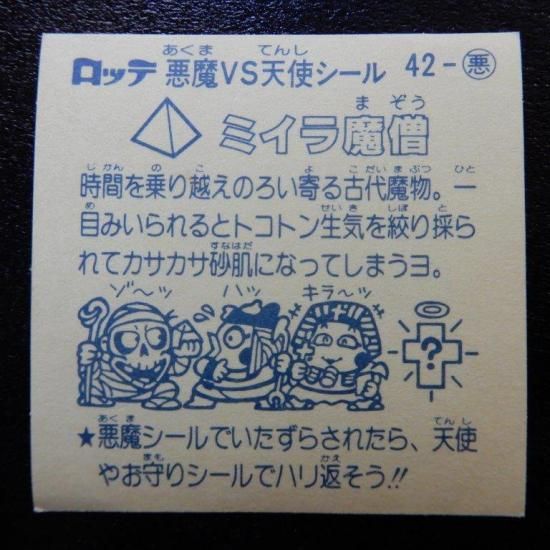 ロッテ 悪魔VS天使シール 42-悪
ミイラ魔僧
時間を乗り越えのろい寄る古代魔物。一
目みいられるとトコトン生気を絞り採ら
れてカサカサ砂肌になってしまうヨ。
ゾ〜ッ ハッ キラ〜ッ
?
★悪魔シールでいたずらされたら、天使
やお守りシールでハリ返そう!!